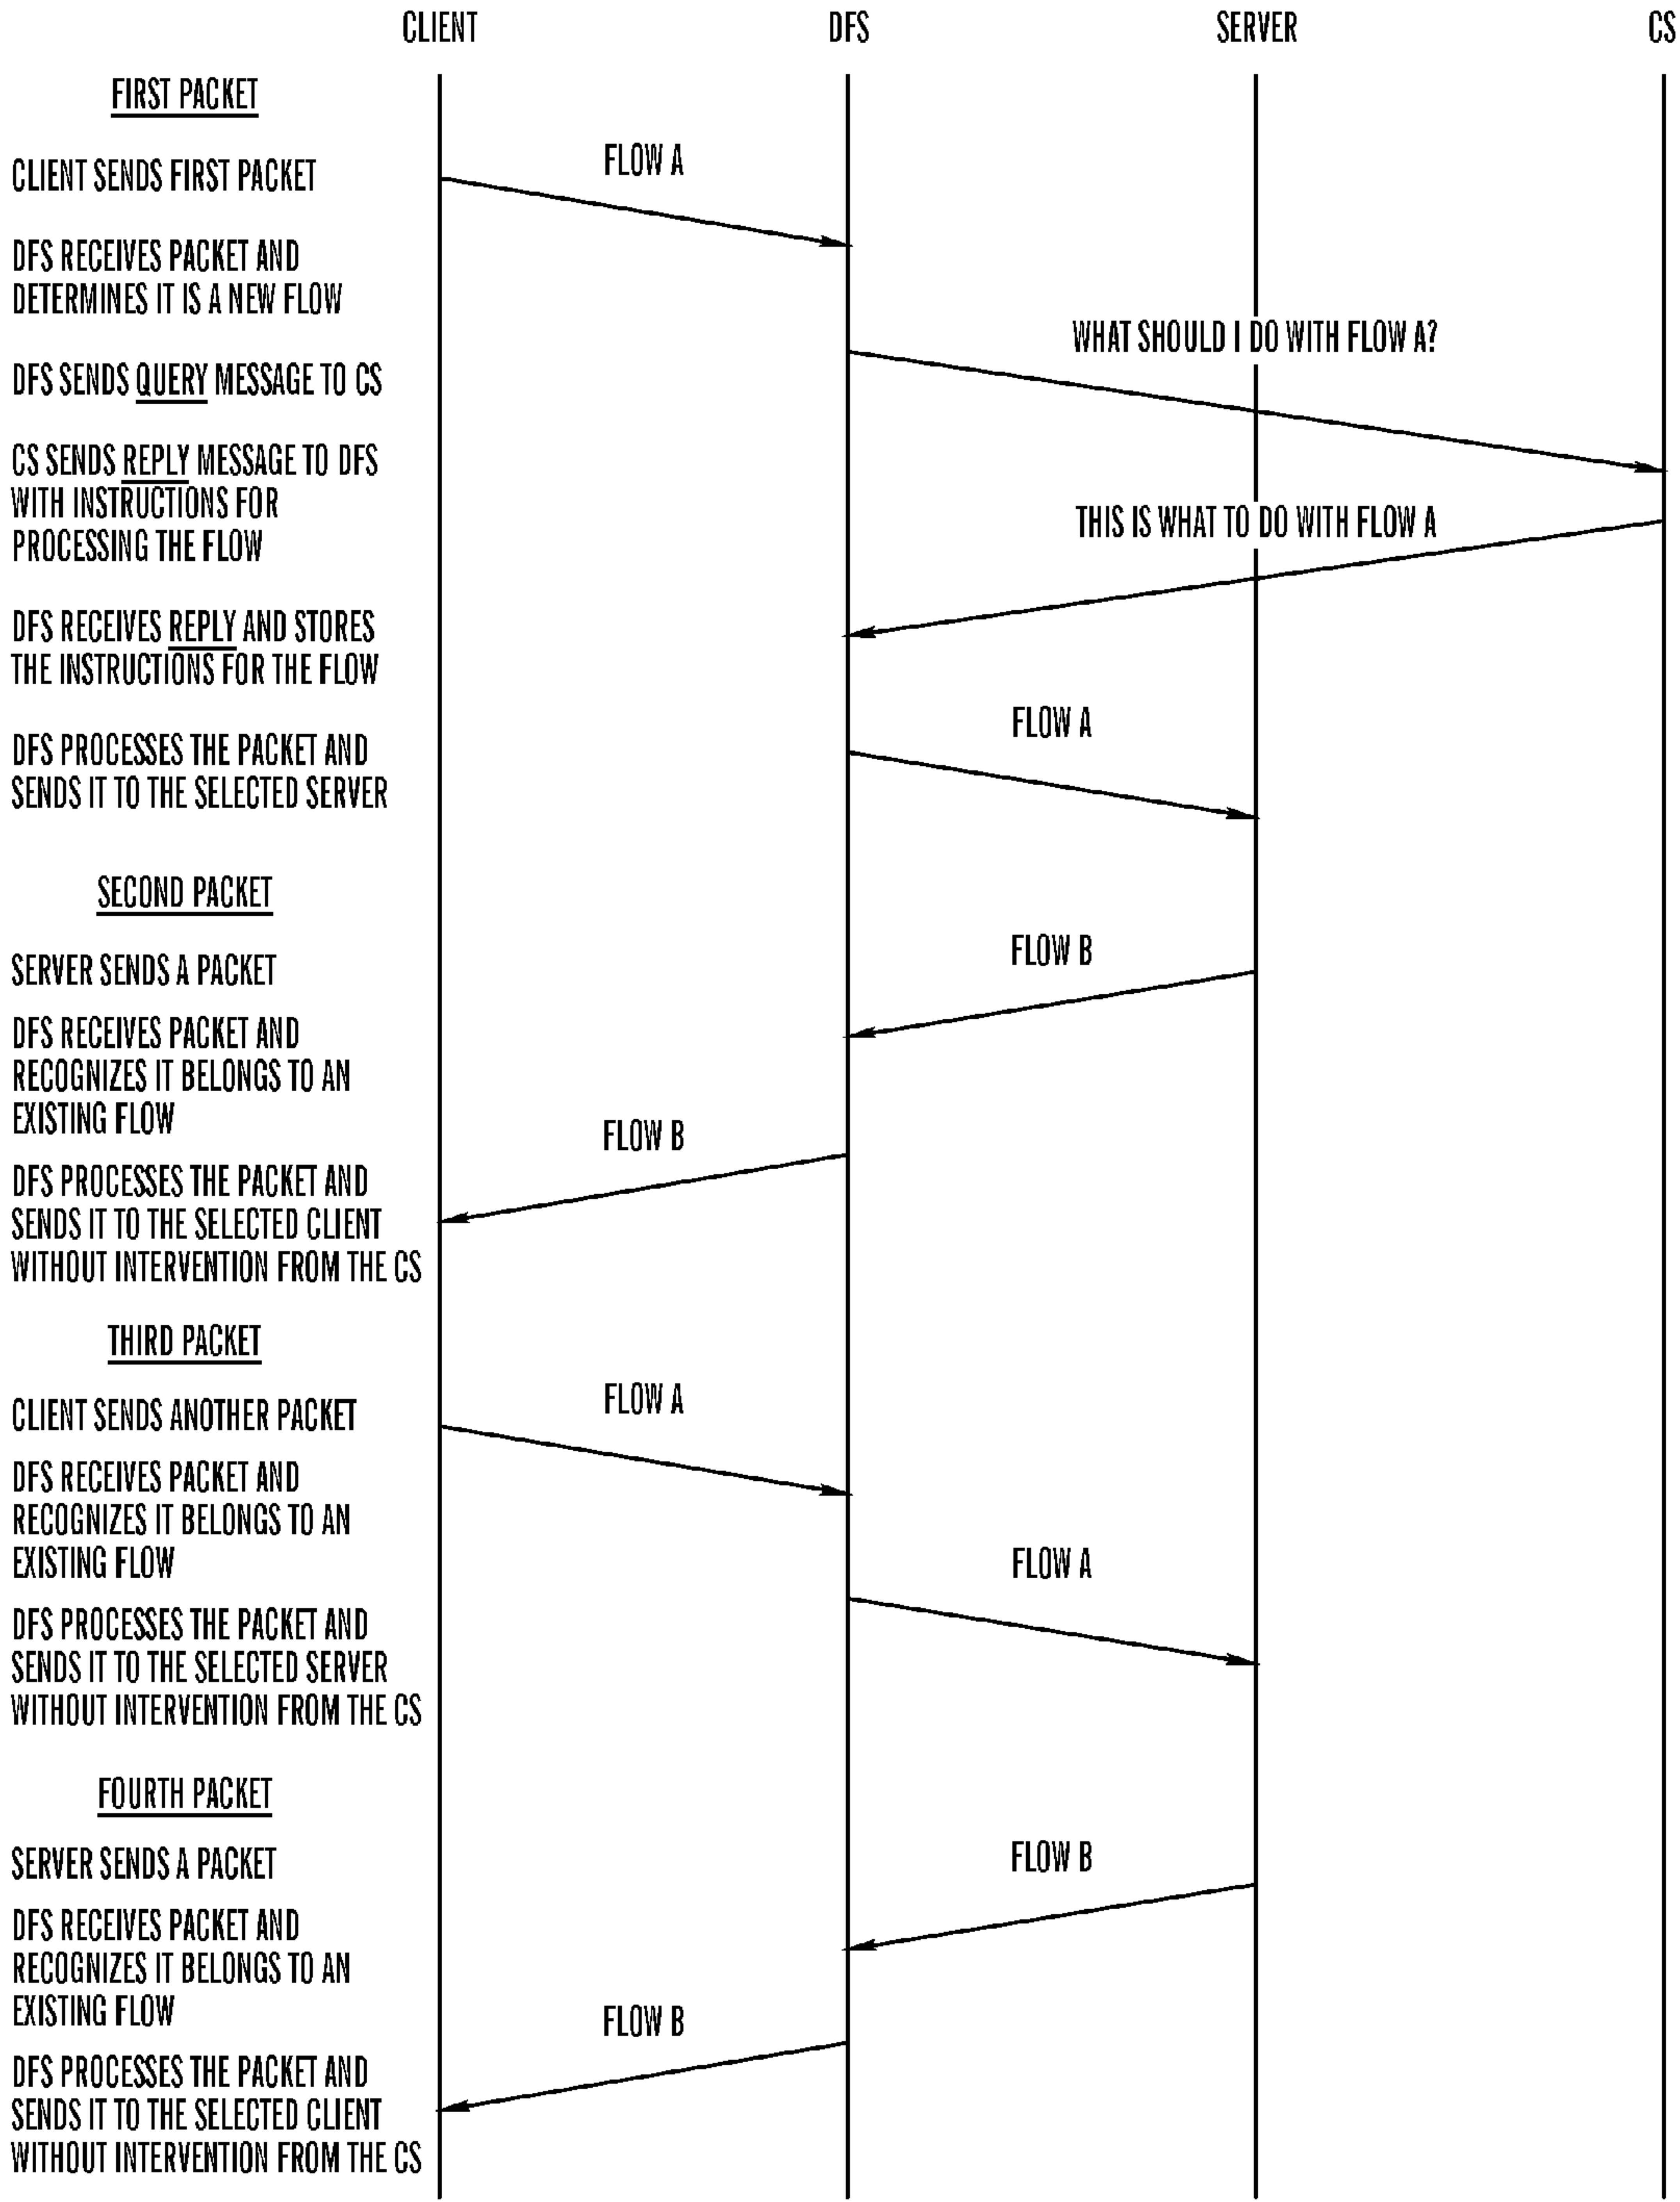 CLIENT DFS SERVER CS
FIRST PACKET
FLOW A
CLIENT SENDS FIRST PACKET
DFS RECEIVES PACKET AND
DETERMINES IT IS A NEW FLOW
WHAT SHOULD I DO WITH FLOW A?
DFS SENDS QUERY MESSAGE TO CS
CS SENDS REPLY MESSAGE TO DFS
WITH INSTRUCTIONS FOR
PROCESSING THE FLOW
THIS IS WHAT TO DO WITH FLOW A
DFS RECEIVES REPLY AND STORES
THE INSTRUCTIONS FOR THE FLOW
FLOW A
DFS PROCESSES THE PACKET AND
SENDS IT TO THE SELECTED SERVER
SECOND PACKET
FLOW B
SERVER SENDS A PACKET
DFS RECEIVES PACKET AND
RECOGNIZES IT BELONGS TO AN
EXISTING FLOW
FLOW B
DFS PROCESSES THE PACKET AND
SENDS IT TO THE SELECTED CLIENT
WITHOUT INTERVENTION FROM THE CS
THIRD PACKET
FLOW A
CLIENT SENDS ANOTHER PACKET
DFS RECEIVES PACKET AND
RECOGNIZES IT BELONGS TO AN
EXISTING FLOW
FLOW A
DFS PROCESSES THE PACKET AND
SENDS IT TO THE SELECTED SERVER
WITHOUT INTERVENTION FROM THE CS
FOURTH PACKET
FLOW B
SERVER SENDS A PACKET
DFS RECEIVES PACKET AND
RECOGNIZES IT BELONGS TO AN
EXISTING FLOW
FLOW B
DFS PROCESSES THE PACKET AND
SENDS IT TO THE SELECTED CLIENT
WITHOUT INTERVENTION FROM THE CS